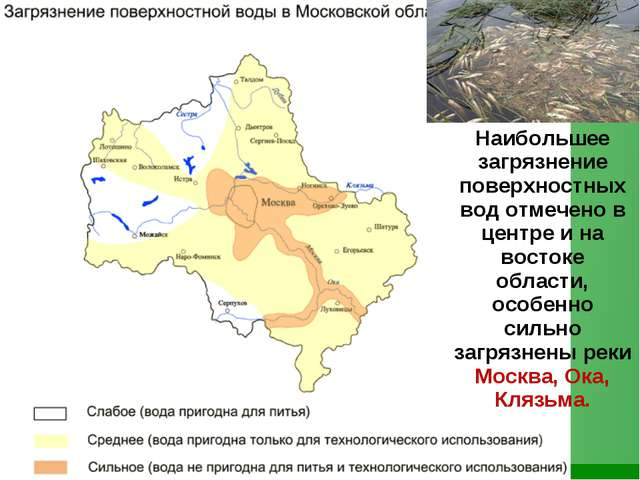 Загрязнение поверхностной воды в Московской обла
Наибольшее
загрязнение
поверхностных
вод отмечено в
центре и на
востоке
области,
особенно
сильно
загрязнены реки
Москва, Ока,
Клязьма.
Талдом
Дубна
Сестра
Дмитров
Сергиев-Посад
Лотошино
Шаховская
Волоколамск
Истра
Ногинск
Клязьма
Москва
Орехово-Зуево
Шатура
Можайск
Наро-Фоминск
Москва
Егорьевск
Ока
Серпухов
Луховицы
Слабое (вода пригодна для питья)
Среднее (вода пригодна только для технологического использования)
Сильное (вода не пригодна для питья и технологического использования)